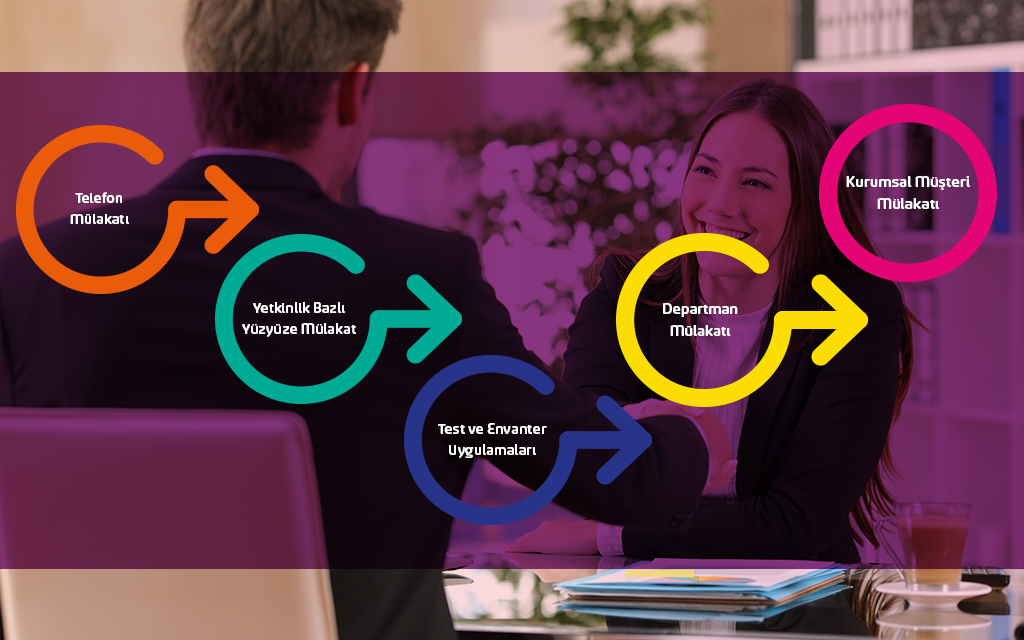 Telefon
Mülakatı
Yetkinlik Bazlı
Yüzyüze Mülakat
Test ve Envanter
Uygulamaları
Departman
Mülakatı
Kurumsal Müşteri
Mülakatı